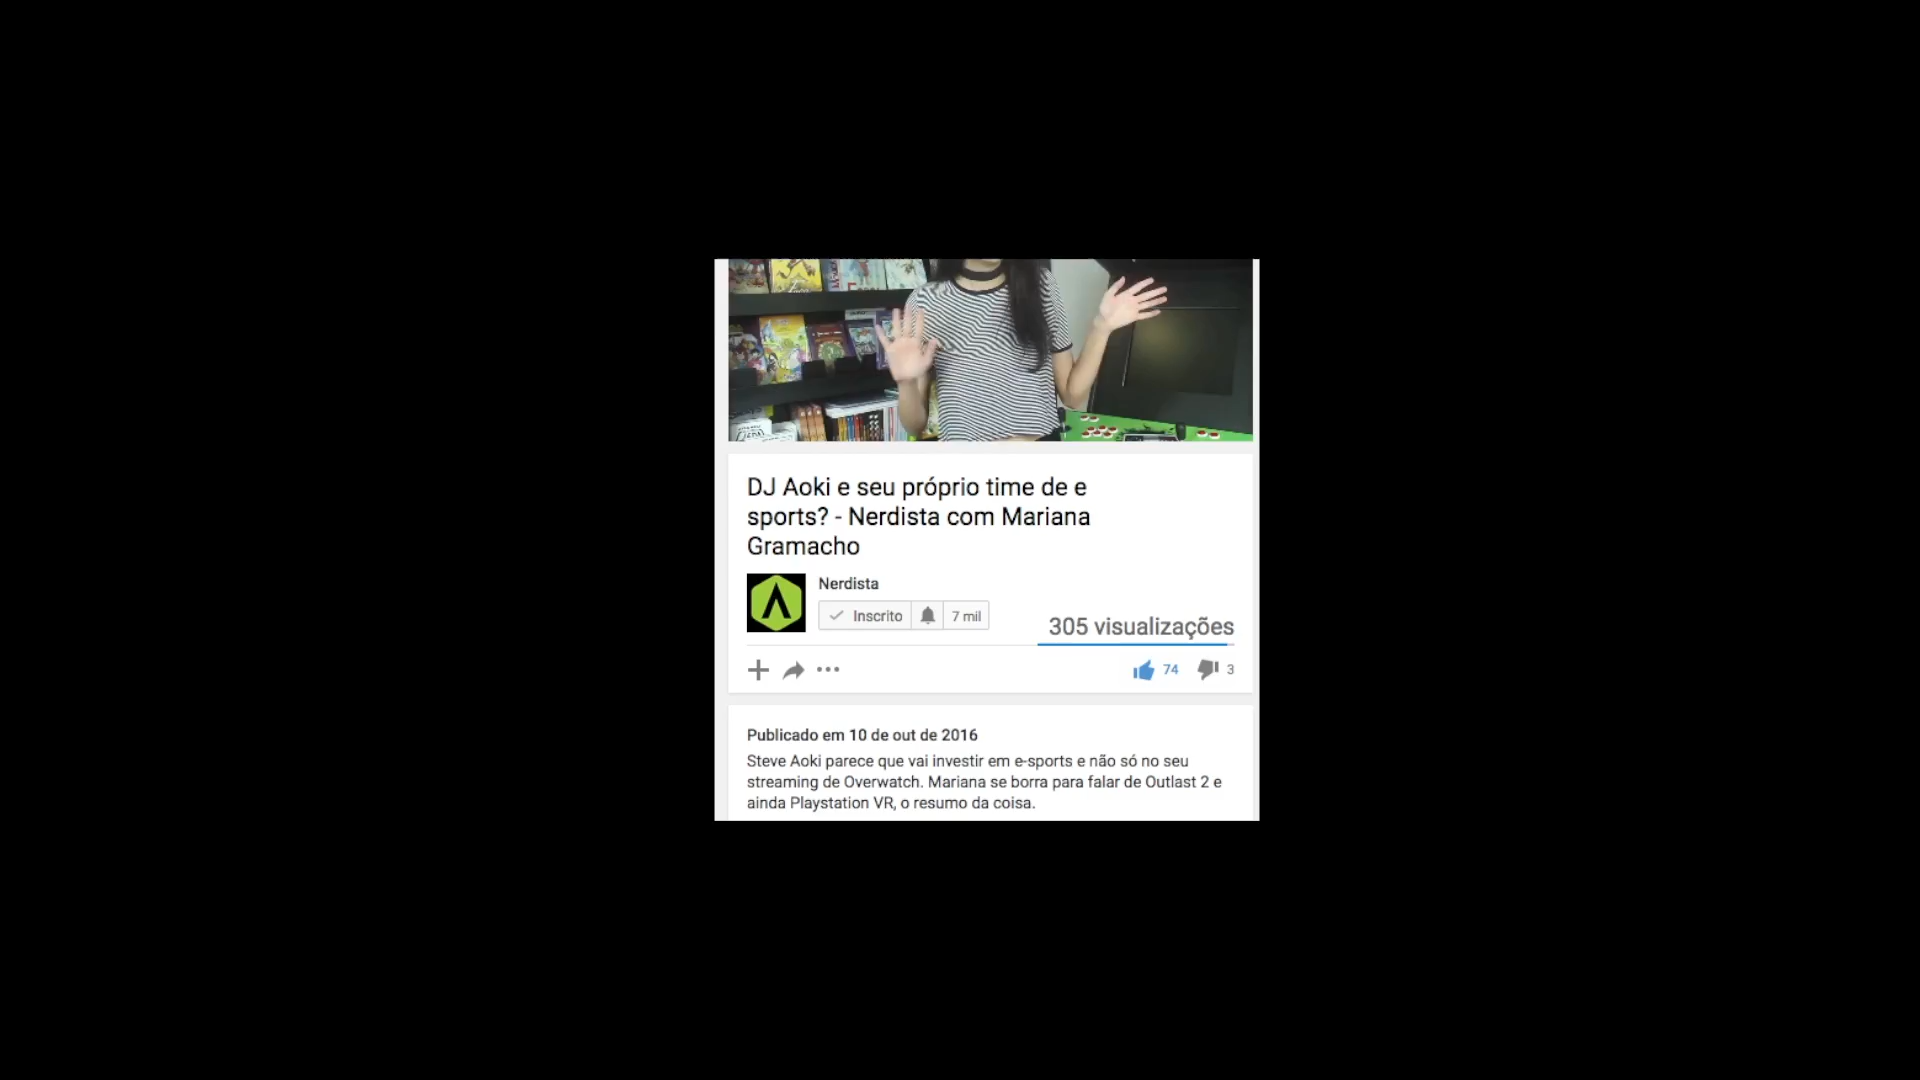 DJ Aoki e seu próprio time de e
sports? - Nerdista com Mariana
Gramacho
Nerdista
Inscrito 7 mil
305 visualizações
74 3
Publicado em 10 de out de 2016
Steve Aoki parece que vai investir em e-sports e não só no seu
streaming de Overwatch. Mariana se borra para falar de Outlast 2 e
ainda Playstation VR, o resumo da coisa.